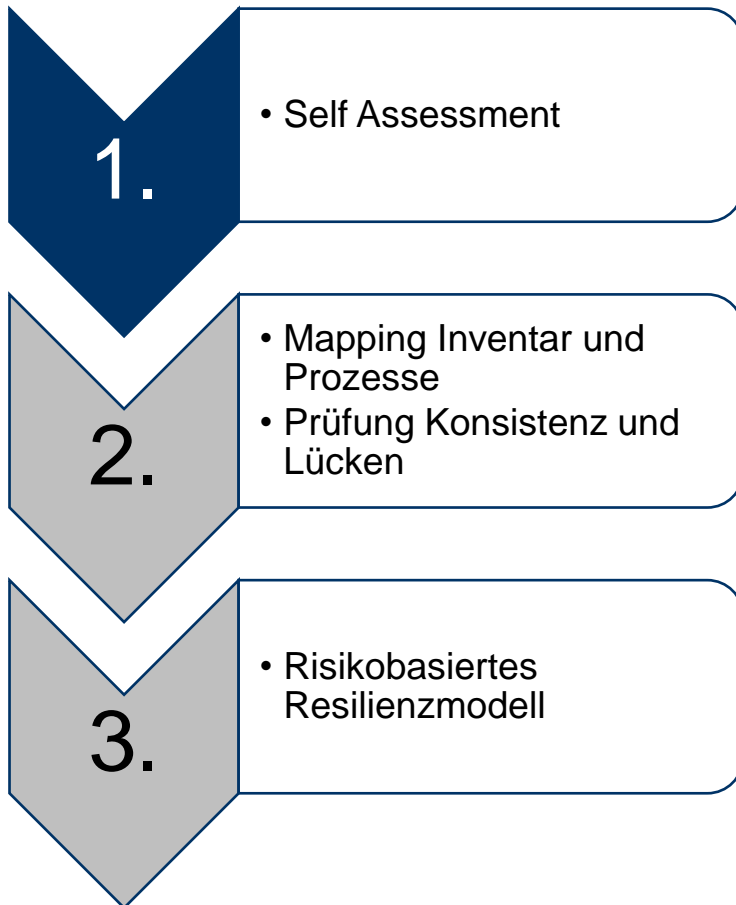 1.
• Self Assessment
2.
• Mapping Inventar und
Prozesse
• Prüfung Konsistenz und
Lücken
3.
• Risikobasiertes
Resilienzmodell